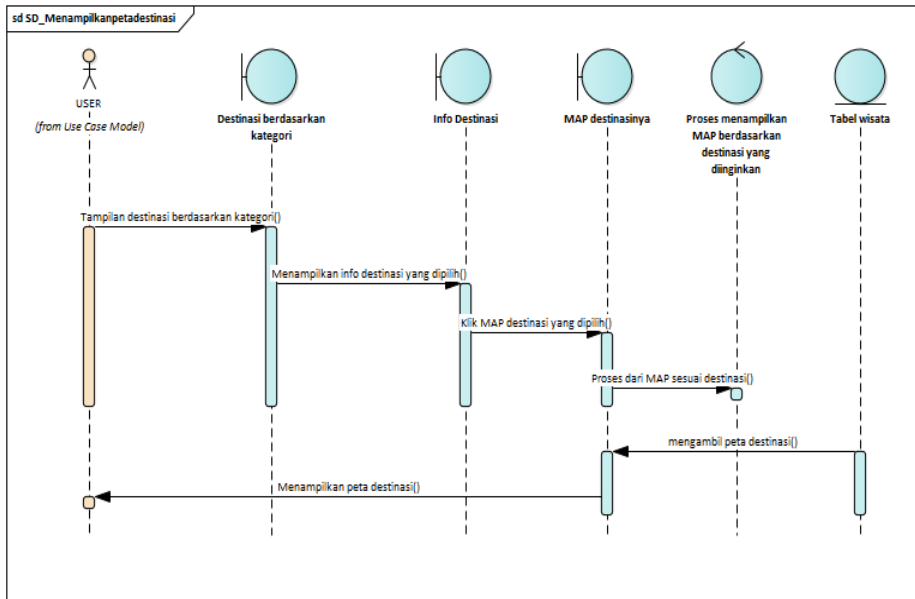 sd SD_Menampilkanpetadestinasi
USER
(from Use Case Model)
Destinasi berdasarkan
kategori
Info Destinasi
MAP destinasinya
Proses menampilkan
MAP berdasarkan
destinasi yang
diinginkan
Tabel wisata
Tampilan destinasi berdasarkan kategori()
Menampilkan info destinasi yang dipilih()
Klik MAP destinasi yang dipilih()
Proses dari MAP sesuai destinasi()
mengambil peta destinasi()
Menampilkan peta destinasi()